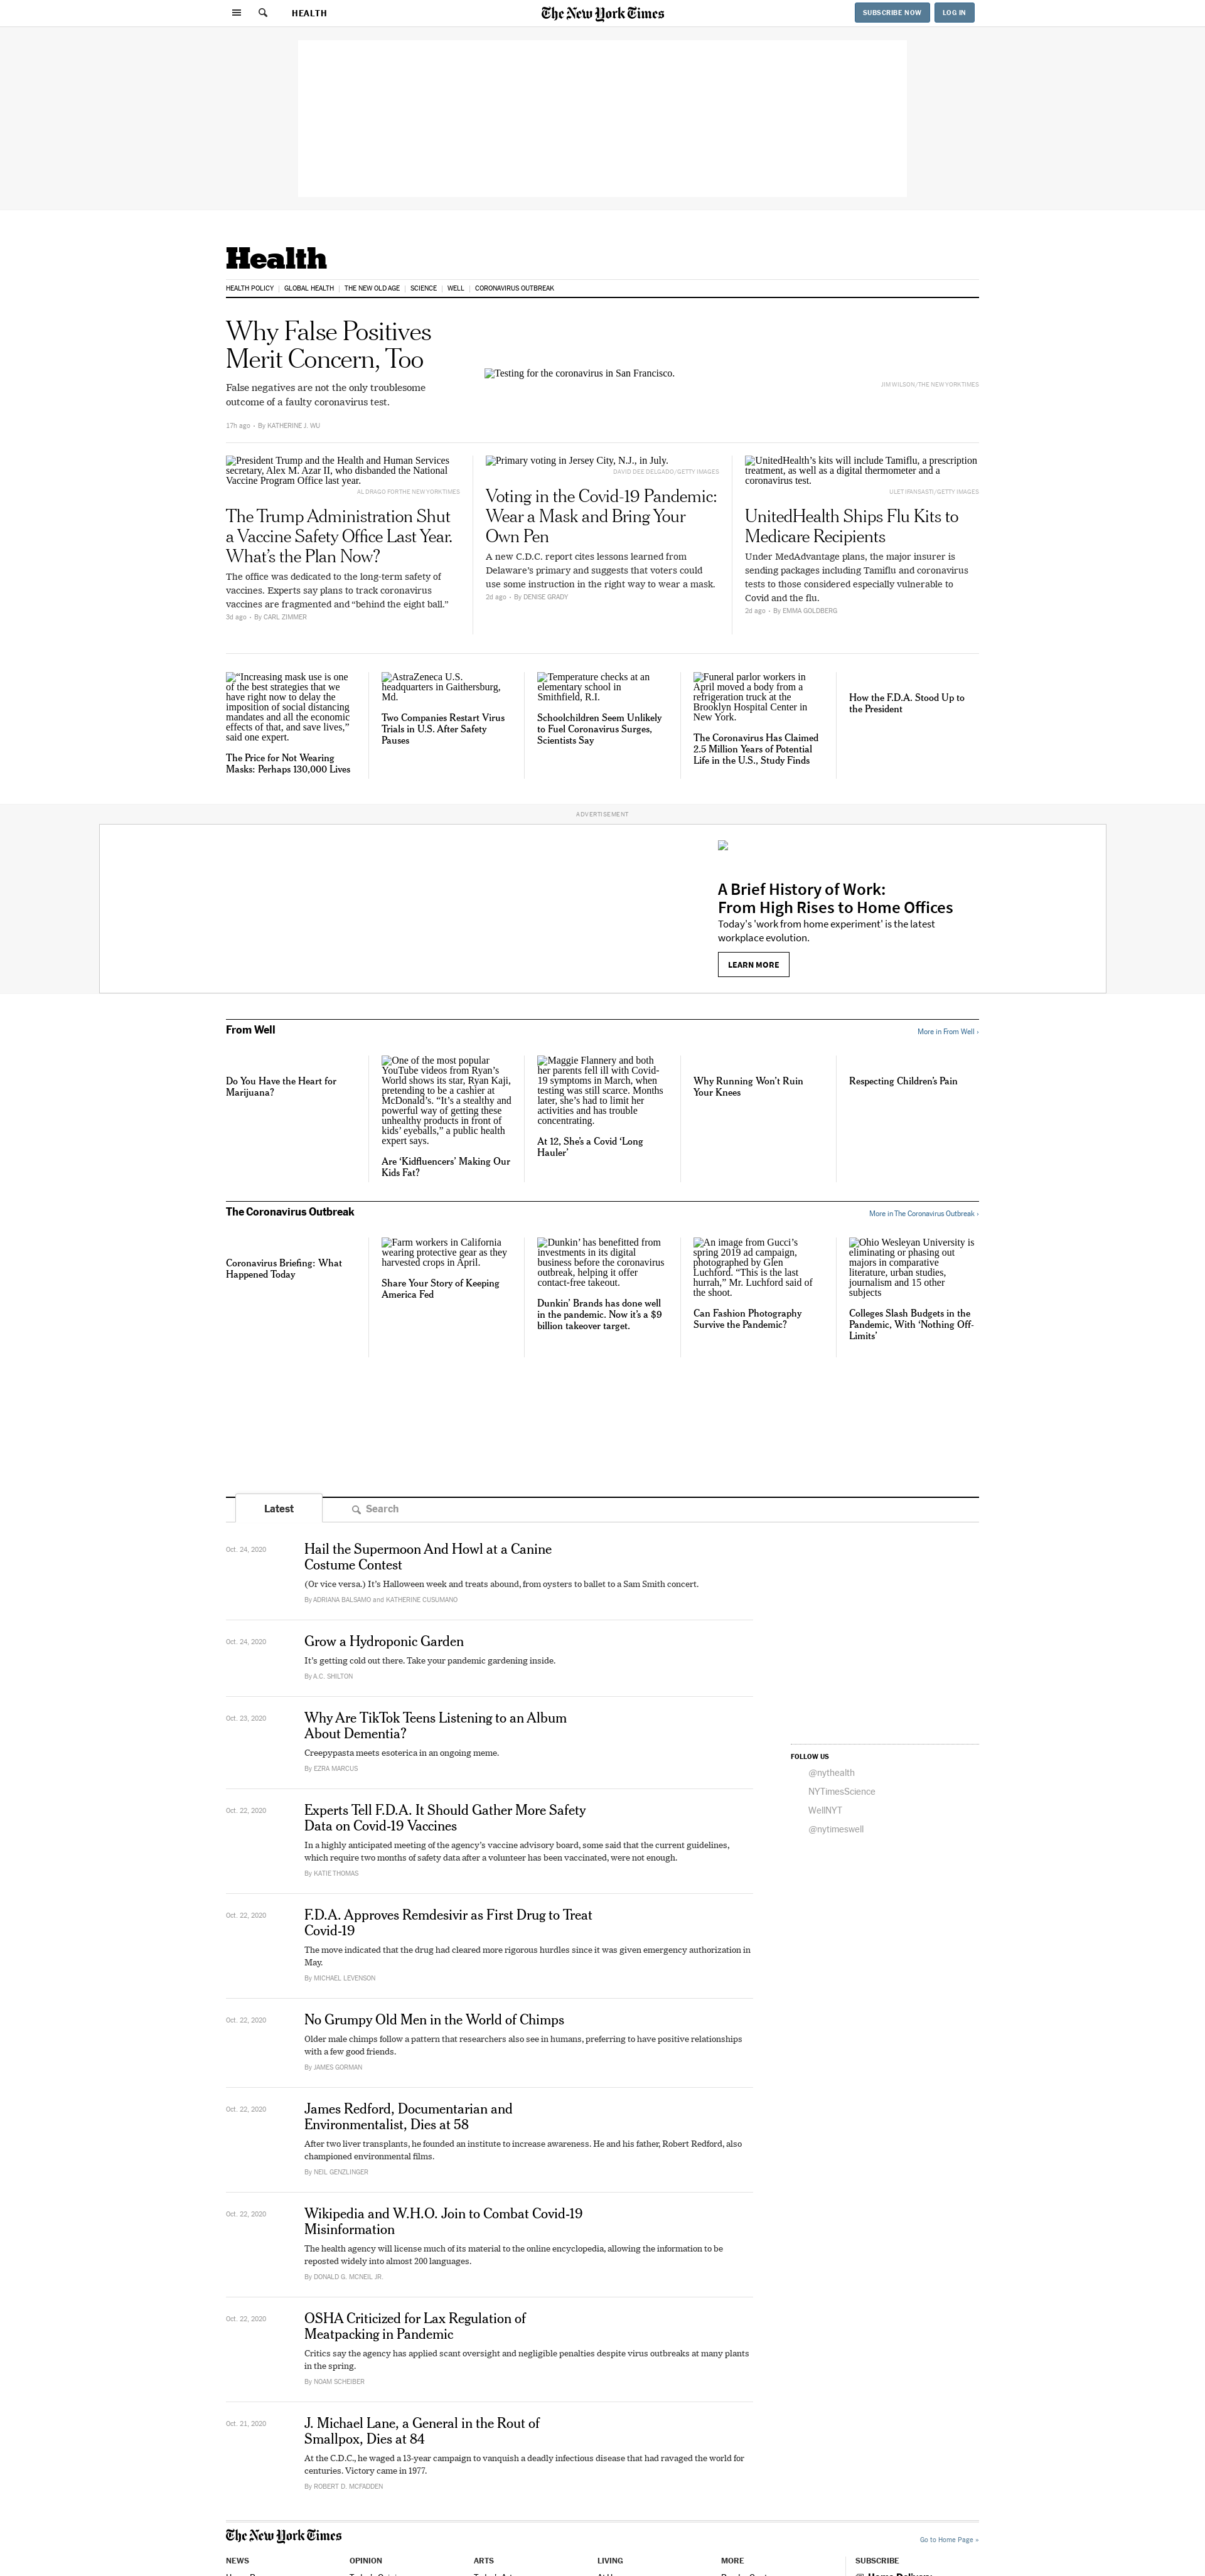 HEALTH
The New York Times
SUBSCRIBE NOW
LOG IN
Health
HEALTH POLICY | GLOBAL HEALTH | THE NEW OLD AGE | SCIENCE | WELL | CORONAVIRUS OUTBREAK
Why False Positives
Merit Concern, Too
False negatives are not the only troublesome
outcome of a faulty coronavirus test.
17h ago • By KATHERINE J. WU
Testing for the coronavirus in San Francisco.
JIM WILSON/THE NEW YORK TIMES
President Trump and the Health and Human Services
secretary, Alex M. Azar II, who disbanded the National
Vaccine Program Office last year.
AL DRAGO FOR THE NEW YORK TIMES
The Trump Administration Shut
a Vaccine Safety Office Last Year.
What’s the Plan Now?
The office was dedicated to the long-term safety of
vaccines. Experts say plans to track coronavirus
vaccines are fragmented and “behind the eight ball.”
3d ago • By CARL ZIMMER
Primary voting in Jersey City, N.J., in July.
DAVID DEE DELGADO/GETTY IMAGES
Voting in the Covid-19 Pandemic:
Wear a Mask and Bring Your
Own Pen
A new C.D.C. report cites lessons learned from
Delaware’s primary and suggests that voters could
use some instruction in the right way to wear a mask.
2d ago • By DENISE GRADY
UnitedHealth’s kits will include Tamiflu, a prescription
treatment, as well as a digital thermometer and a
coronavirus test.
ULET IFANSASTI/GETTY IMAGES
UnitedHealth Ships Flu Kits to
Medicare Recipients
Under MedAdvantage plans, the major insurer is
sending packages including Tamiflu and coronavirus
tests to those considered especially vulnerable to
Covid and the flu.
2d ago • By EMMA GOLDBERG
“Increasing mask use is one
of the best strategies that we
have right now to delay the
imposition of social distancing
mandates and all the economic
effects of that, and save lives,”
said one expert.
The Price for Not Wearing
Masks: Perhaps 130,000 Lives
AstraZeneca U.S.
headquarters in Gaithersburg,
Md.
Two Companies Restart Virus
Trials in U.S. After Safety
Pauses
Temperature checks at an
elementary school in
Smithfield, R.I.
Schoolchildren Seem Unlikely
to Fuel Coronavirus Surges,
Scientists Say
Funeral parlor workers in
April moved a body from a
refrigeration truck at the
Brooklyn Hospital Center in
New York.
The Coronavirus Has Claimed
2.5 Million Years of Potential
Life in the U.S., Study Finds
How the F.D.A. Stood Up to
the President
ADVERTISEMENT
A Brief History of Work:
From High Rises to Home Offices
Today's 'work from home experiment' is the latest
workplace evolution.
LEARN MORE
From Well
More in From Well ›
Do You Have the Heart for
Marijuana?
One of the most popular
YouTube videos from Ryan’s
World shows its star, Ryan Kaji,
pretending to be a cashier at
McDonald’s. “It’s a stealthy and
powerful way of getting these
unhealthy products in front of
kids’ eyeballs,” a public health
expert says.
Are ‘Kidfluencers’ Making Our
Kids Fat?
Maggie Flannery and both
her parents fell ill with Covid-
19 symptoms in March, when
testing was still scarce. Months
later, she’s had to limit her
activities and has trouble
concentrating.
At 12, She’s a Covid ‘Long
Hauler’
Why Running Won’t Ruin
Your Knees
Respecting Children’s Pain
The Coronavirus Outbreak
More in The Coronavirus Outbreak ›
Coronavirus Briefing: What
Happened Today
Farm workers in California
wearing protective gear as they
harvested crops in April.
Share Your Story of Keeping
America Fed
Dunkin’ has benefitted from
investments in its digital
business before the coronavirus
outbreak, helping it offer
contact-free takeout.
Dunkin’ Brands has done well
in the pandemic. Now it’s a $9
billion takeover target.
An image from Gucci’s
spring 2019 ad campaign,
photographed by Glen
Luchford. “This is the last
hurrah,” Mr. Luchford said of
the shoot.
Can Fashion Photography
Survive the Pandemic?
Ohio Wesleyan University is
eliminating or phasing out
majors in comparative
literature, urban studies,
journalism and 15 other
subjects
Colleges Slash Budgets in the
Pandemic, With ‘Nothing Off-
Limits’
Latest
Search
Oct. 24, 2020
Hail the Supermoon And Howl at a Canine
Costume Contest
(Or vice versa.) It’s Halloween week and treats abound, from oysters to ballet to a Sam Smith concert.
By ADRIANA BALSAMO and KATHERINE CUSUMANO
Oct. 24, 2020
Grow a Hydroponic Garden
It’s getting cold out there. Take your pandemic gardening inside.
By A.C. SHILTON
Oct. 23, 2020
Why Are TikTok Teens Listening to an Album
About Dementia?
Creepypasta meets esoterica in an ongoing meme.
By EZRA MARCUS
FOLLOW US
@nythealth
NYTimesScience
WellNYT
@nytimeswell
Oct. 22, 2020
Experts Tell F.D.A. It Should Gather More Safety
Data on Covid-19 Vaccines
In a highly anticipated meeting of the agency’s vaccine advisory board, some said that the current guidelines,
which require two months of safety data after a volunteer has been vaccinated, were not enough.
By KATIE THOMAS
Oct. 22, 2020
F.D.A. Approves Remdesivir as First Drug to Treat
Covid-19
The move indicated that the drug had cleared more rigorous hurdles since it was given emergency authorization in
May.
By MICHAEL LEVENSON
Oct. 22, 2020
No Grumpy Old Men in the World of Chimps
Older male chimps follow a pattern that researchers also see in humans, preferring to have positive relationships
with a few good friends.
By JAMES GORMAN
Oct. 22, 2020
James Redford, Documentarian and
Environmentalist, Dies at 58
After two liver transplants, he founded an institute to increase awareness. He and his father, Robert Redford, also
championed environmental films.
By NEIL GENZLINGER
Oct. 22, 2020
Wikipedia and W.H.O. Join to Combat Covid-19
Misinformation
The health agency will license much of its material to the online encyclopedia, allowing the information to be
reposted widely into almost 200 languages.
By DONALD G. MCNEIL JR.
Oct. 22, 2020
OSHA Criticized for Lax Regulation of
Meatpacking in Pandemic
Critics say the agency has applied scant oversight and negligible penalties despite virus outbreaks at many plants
in the spring.
By NOAM SCHEIBER
Oct. 21, 2020
J. Michael Lane, a General in the Rout of
Smallpox, Dies at 84
At the C.D.C., he waged a 13-year campaign to vanquish a deadly infectious disease that had ravaged the world for
centuries. Victory came in 1977.
By ROBERT D. MCFADDEN
The New York Times
Go to Home Page »
NEWS
OPINION
ARTS
LIVING
MORE
SUBSCRIBE